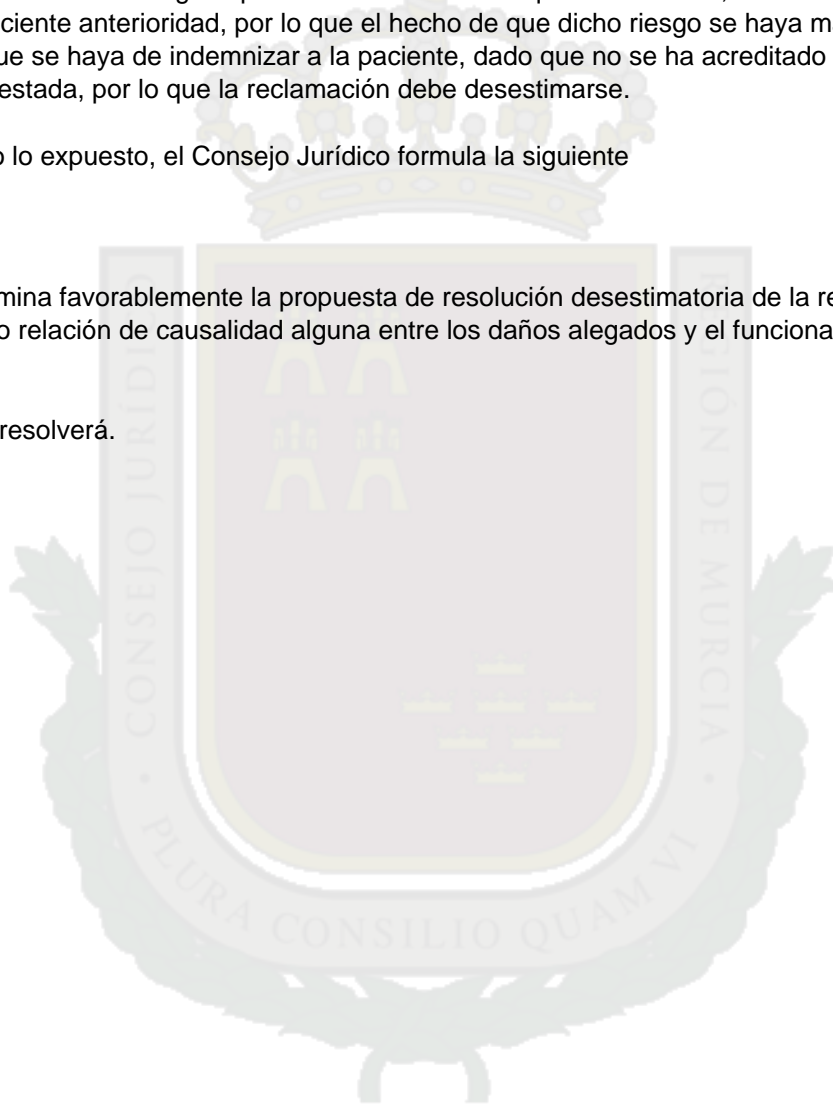 ciente anterioridad, por lo que el hecho de que dicho riesgo se haya ma
ue se haya de indemnizar a la paciente, dado que no se ha acreditado
estada, por lo que la reclamación debe desestimarse.
o lo expuesto, el Consejo Jurídico formula la siguiente
mina favorablemente la propuesta de resolución desestimatoria de la re
o relación de causalidad alguna entre los daños alegados y el funciona
resolverá.
CONSEJO JURÍDICO
REGIÓN DE MURCIA
PLURA CONSILIO QUAM VI